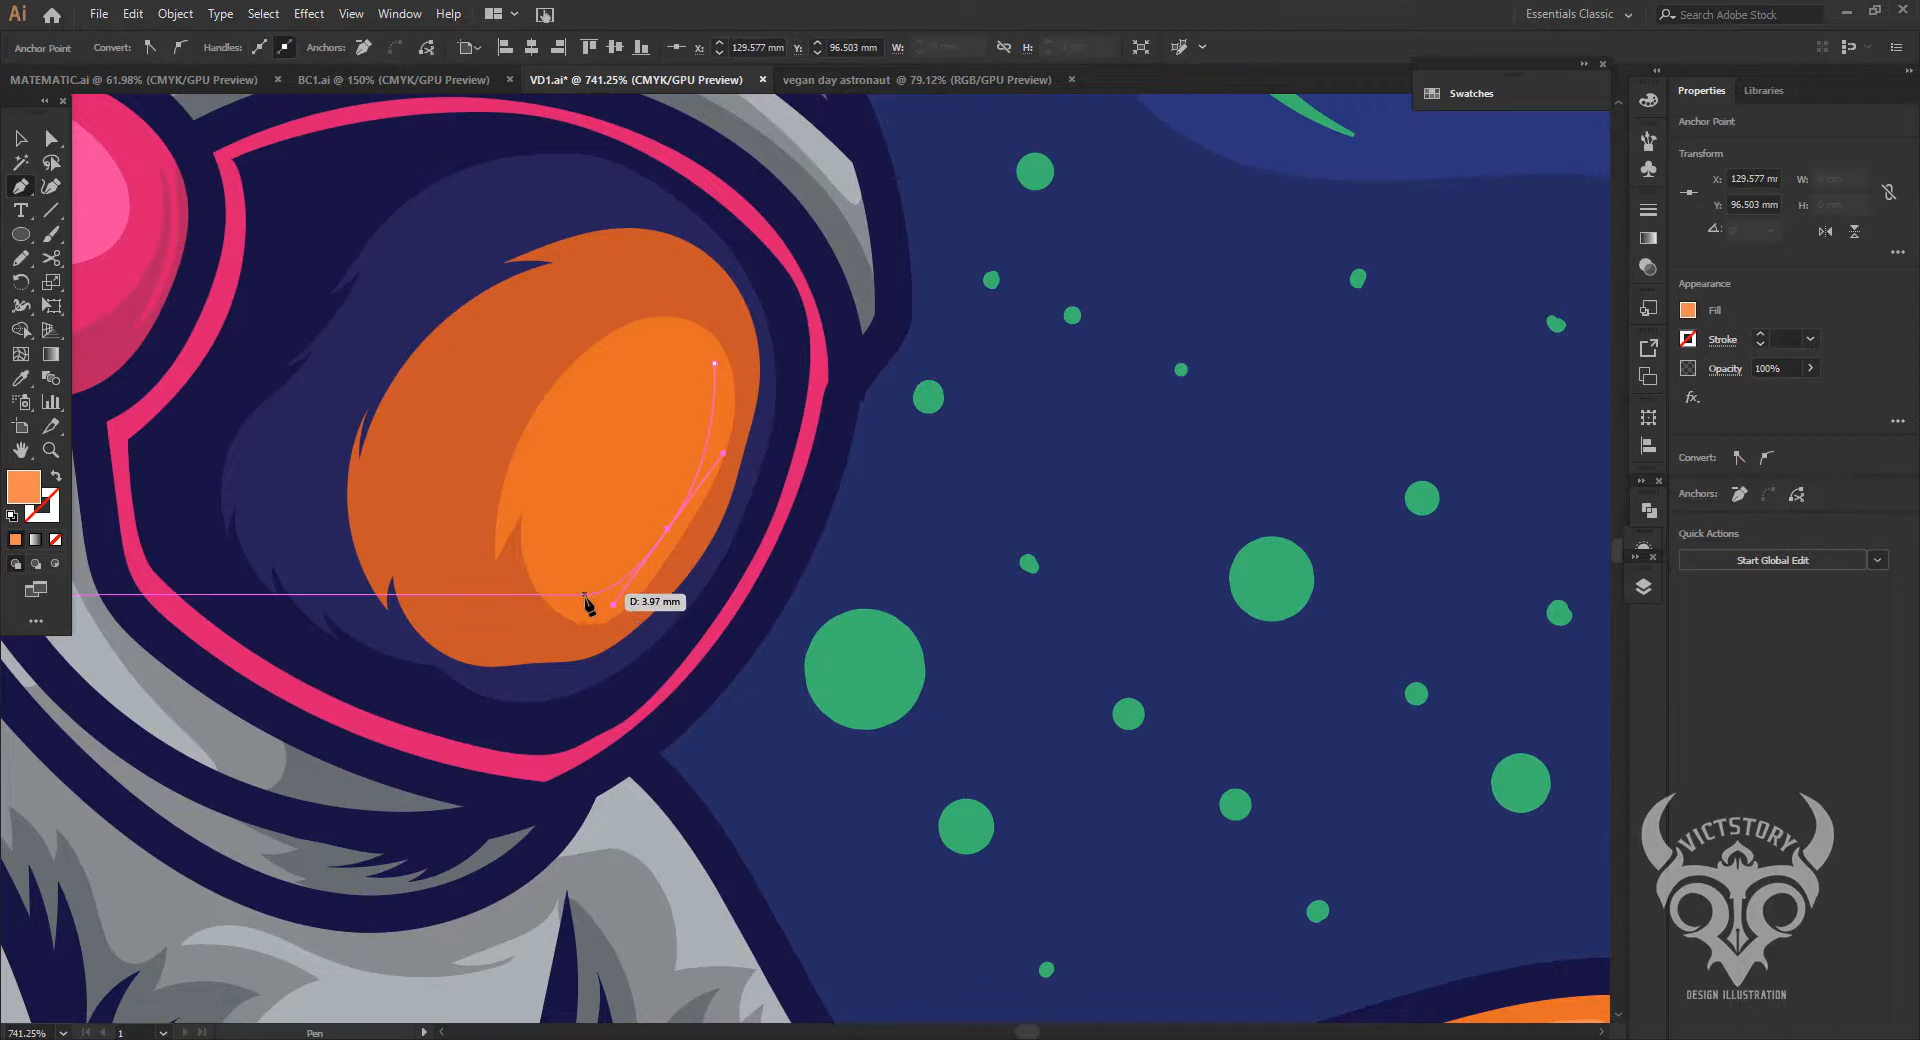 Ai File Edit Object Type Select Effect View Window Help Essentials Classic Search Adobe Stock
Anchor Point Convert: Handles: Anchors: X: 129.577 mm Y: 96.503 mm W: H:
MATEMATIC.ai @ 61.98% (CMYK/GPU Preview) BC1.ai @ 150% (CMYK/GPU Preview) VD1.ai* @ 741.25% (CMYK/GPU Preview) vegan day astronaut @ 79.12% (RGB/GPU Preview)
Swatches
Properties Libraries
Anchor Point
Transform
X: 129.577 mr W:
Y: 96.503 mm H:
Appearance
Fill
Stroke
Opacity 100%
fx
Convert:
Anchors:
Quick Actions
Start Global Edit
D: 3.97 mm
VICTSTORY
DESIGN ILLUSTRATION
741.25% 1 Pen